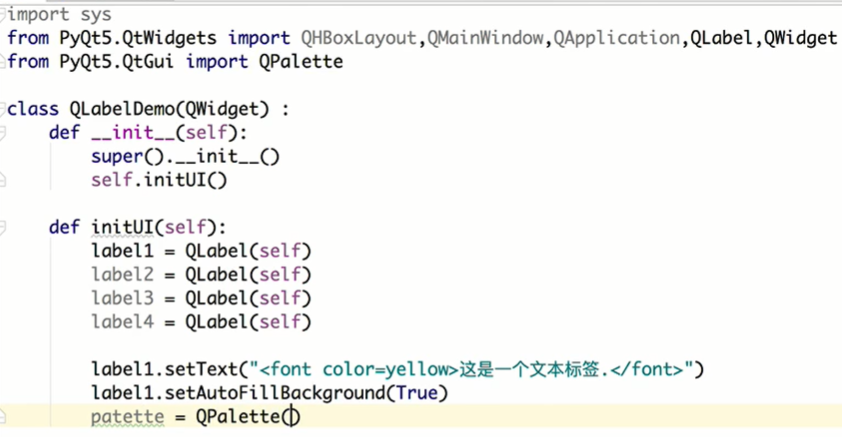 import sys
from PyQt5.QtWidgets import QHBoxLayout,QMainWindow,QApplication,QLabel,QWidget
from PyQt5.QtGui import QPalette
class QLabelDemo(QWidget) :
def __init__(self):
super().__init__()
self.initUI()
def initUI(self):
label1 = QLabel(self)
label2 = QLabel(self)
label3 = QLabel(self)
label4 = QLabel(self)
label1.setText("<font color=yellow>这是一个文本标签.</font>")
label1.setAutoFillBackground(True)
patette = QPalette()